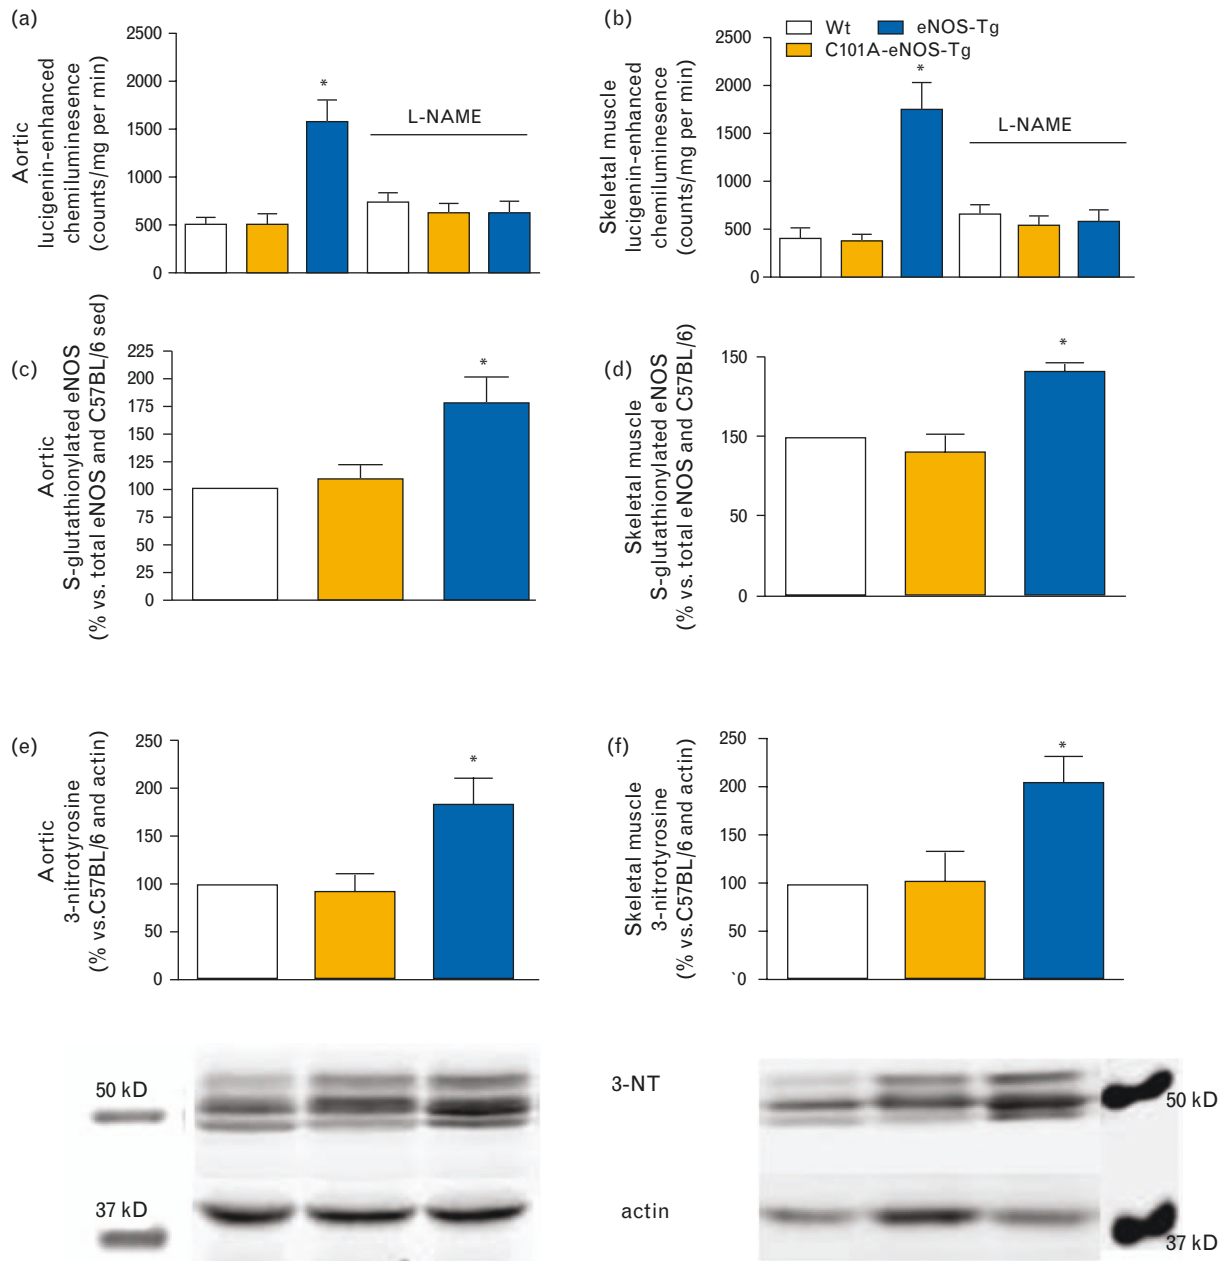 (a)
Aortic
lucigenin-enhanced
chemiluminesence
(counts/mg per min)
2500
2000
1500
1000
500
0
*
L-NAME
(b)
Wt
eNOS-Tg
C101A-eNOS-Tg
Skeletal muscle
lucigenin-enhanced
chemiluminesence
(counts/mg per min)
2500
2000
1500
1000
500
0
*
L-NAME
(c)
Aortic
S-glutathionylated eNOS
(% vs. total eNOS and C57BL/6 sed)
225
200
175
150
125
110
100
75
50
25
0
*
(d)
Skeletal muscle
S-glutathionylated eNOS
(% vs. total eNOS and C57BL/6)
150
150
50
0
*
(e)
Aortic
3-nitrotyrosine
(% vs.C57BL/6 and actin)
250
200
150
100
50
0
*
(f)
Skeletal muscle
3-nitrotyrosine
(% vs.C57BL/6 and actin)
250
200
150
100
50
`0
*
50 kD
3-NT
50 kD
37 kD
actin
37 kD